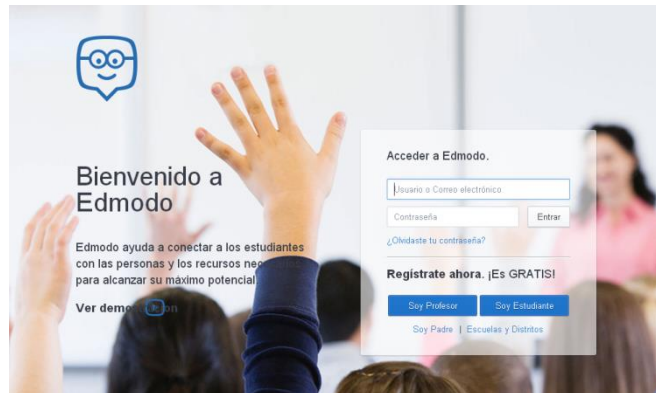 Bienvenido a
Edmodo
Edmodo ayuda a conectar a los estudiantes
con las personas y los recursos
para alcanzar su máximo potencial
Ver
Acceder a Edmodo.
Usuario o Correo electrónico
Contraseña
Entrar
¿Olvidaste tu contraseña?
Regístrate ahora. ¡Es GRATIS!
Soy Profesor
Soy Estudiante
Soy Padre | Escuelas y Distritos